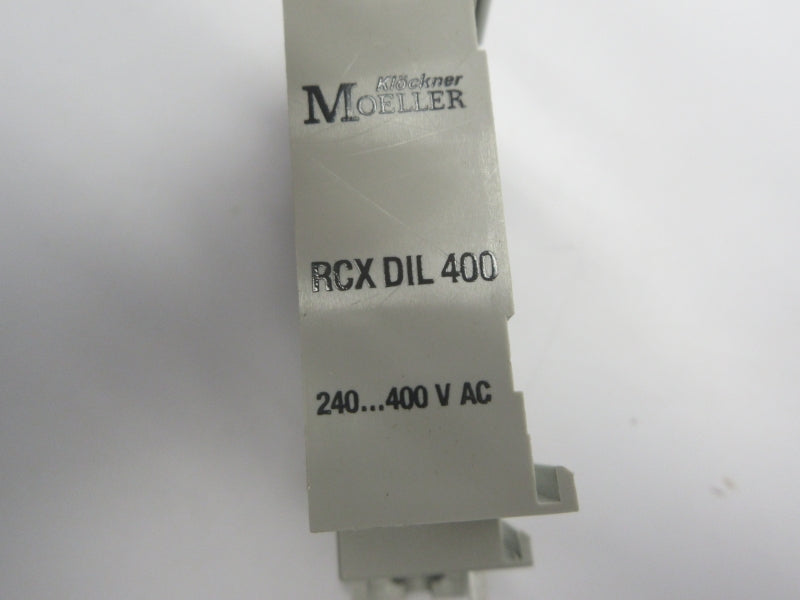 Klöckner
MOELLER
RCX DIL 400
240...400 V AC